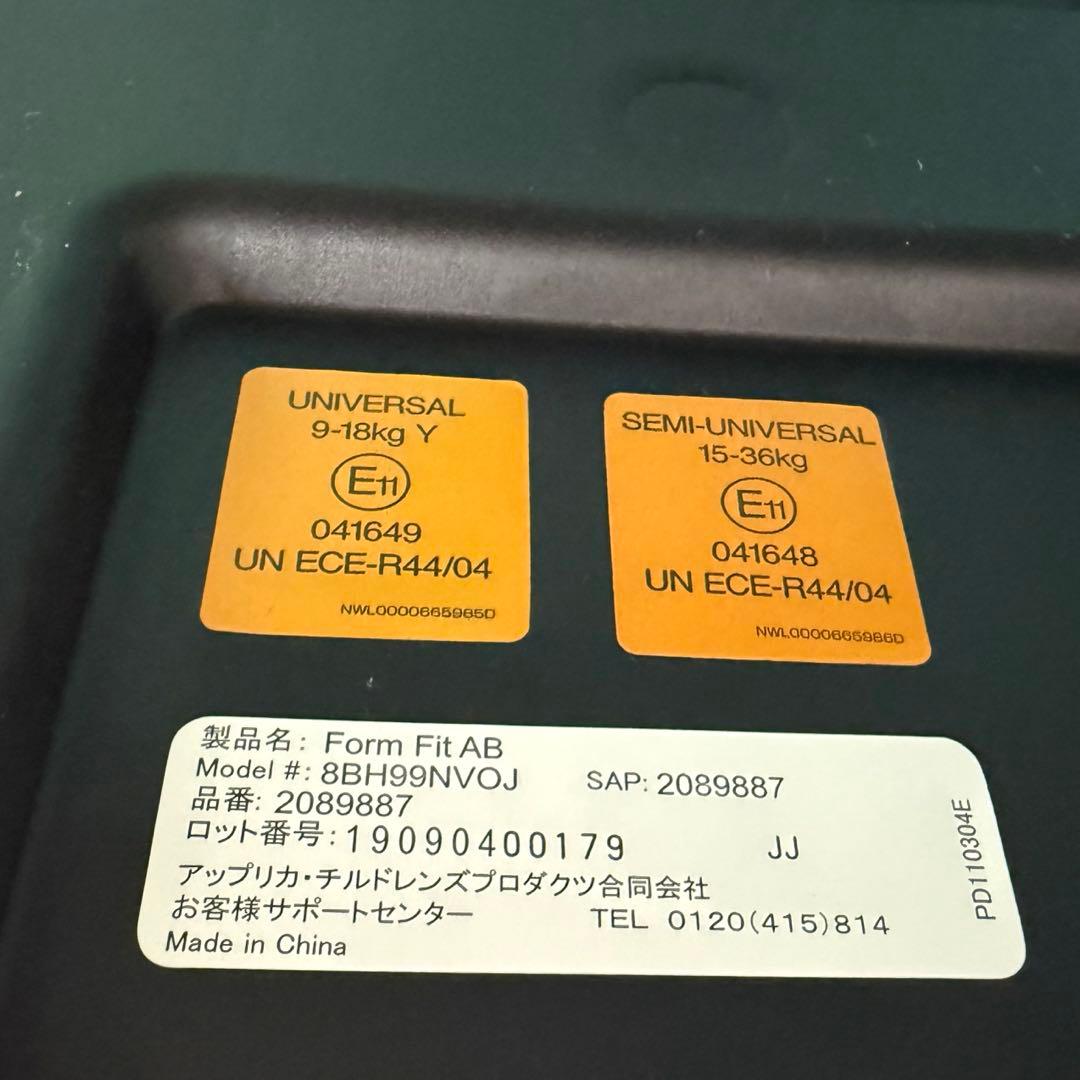 UNIVERSAL
9-18kg Y
E11
041649
UN ECE-R44/04
NWL0000665985D
SEMI-UNIVERSAL
15-36kg
E11
041648
UN ECE-R44/04
NWL0000665986D
製品名: Form Fit AB
Model #: 8BH99NVOJ SAP: 2089887
品番: 2089887
ロット番号: 19090400179 JJ
アップリカ・チルドレンズプロダクツ合同会社
お客様サポートセンター TEL 0120(415)814
Made in China
PD110304E